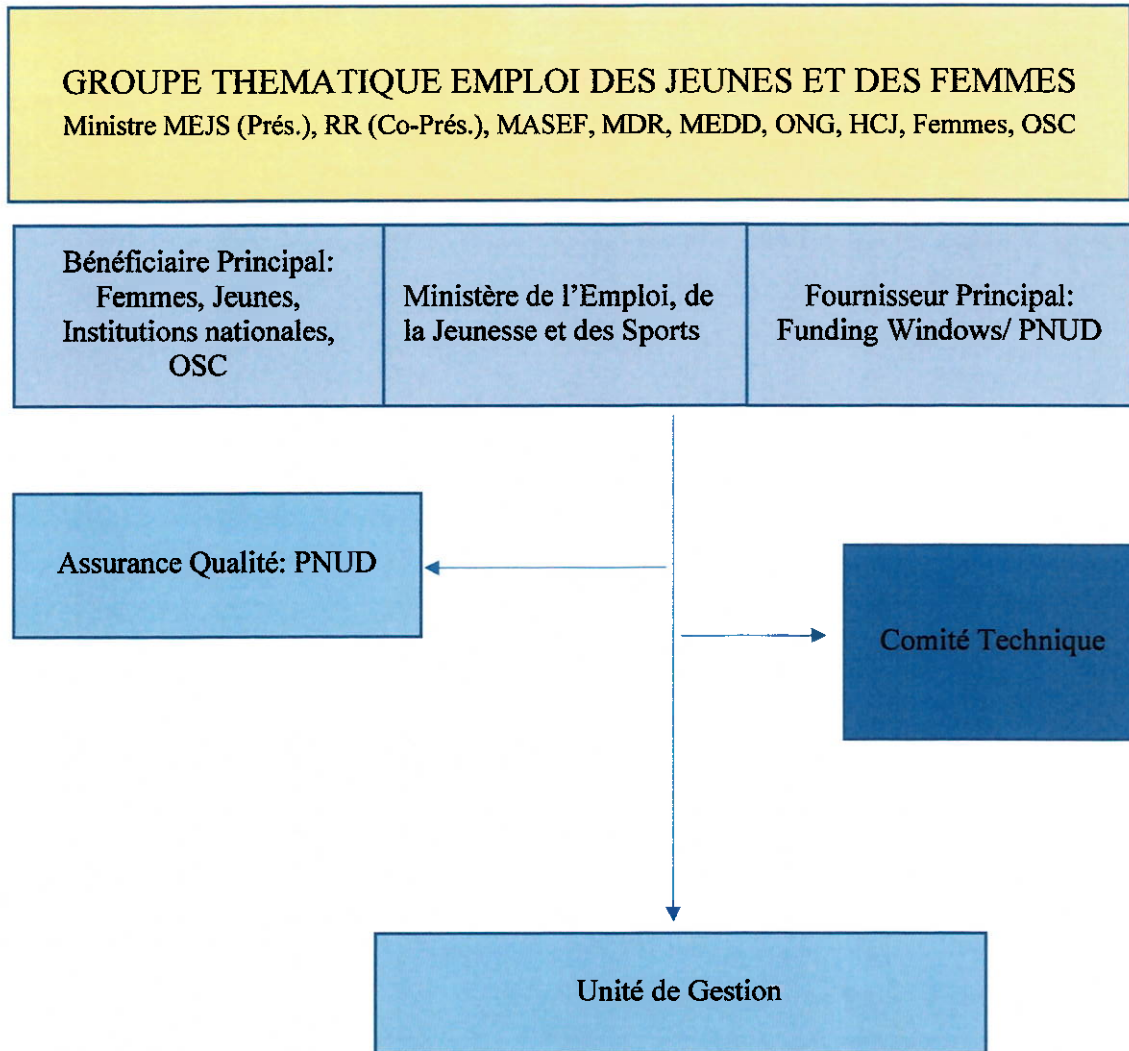 GROUPE THEMATIQUE EMPLOI DES JEUNES ET DES FEMMES
Ministre MEJS (Prés.), RR (Co-Prés.), MASEF, MDR, MEDD, ONG, HCJ, Femmes, OSC
Bénéficiaire Principal:
Femmes, Jeunes,
Institutions nationales,
OSC
Ministère de l'Emploi, de
la Jeunesse et des Sports
Fournisseur Principal:
Funding Windows/ PNUD
Assurance Qualité: PNUD
Comité Technique
Unité de Gestion